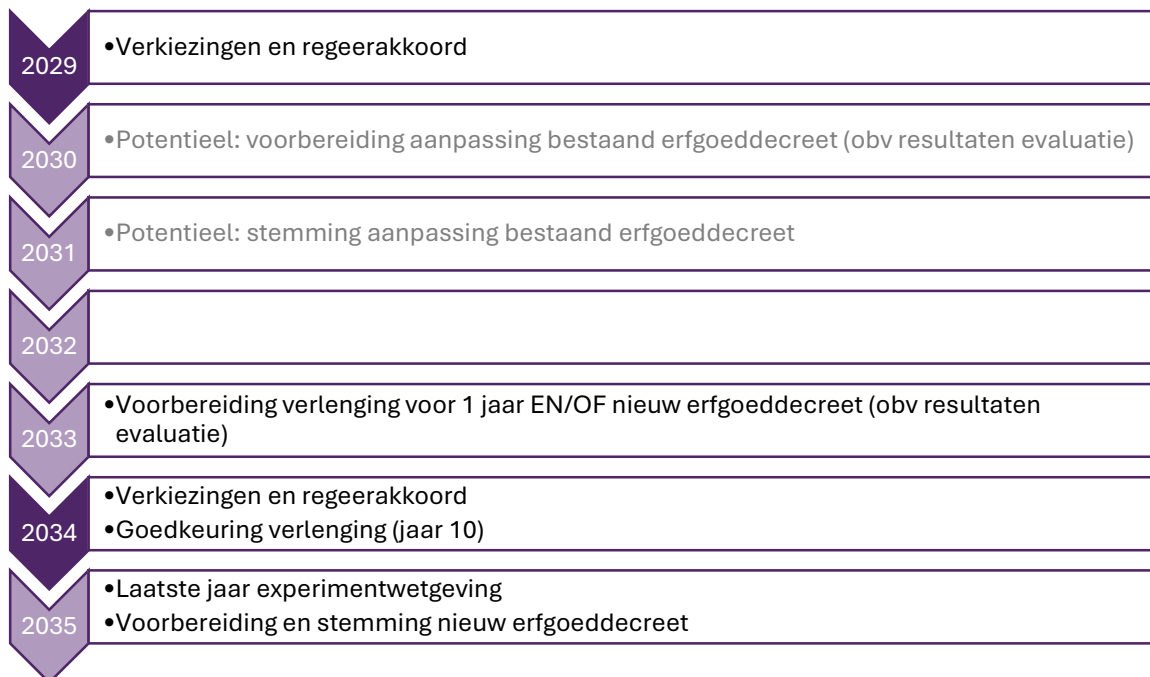 2029
•Verkiezingen en regeerakkoord
2030
•Potentieel: voorbereiding aanpassing bestaand erfgoeddecreet (obv resultaten evaluatie)
2031
•Potentieel: stemming aanpassing bestaand erfgoeddecreet
2032
2033
•Voorbereiding verlenging voor 1 jaar EN/OF nieuw erfgoeddecreet (obv resultaten
evaluatie)
2034
•Verkiezingen en regeerakkoord
•Goedkeuring verlenging (jaar 10)
2035
•Laatste jaar experimentwetgeving
•Voorbereiding en stemming nieuw erfgoeddecreet